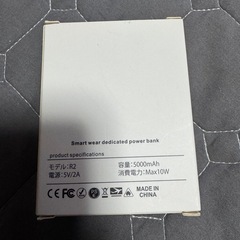 Smart wear dedicated power bank
product specifications
モデル：R2
容量：5000mAh
電源：5V/2A
消費電力：Max10W
MADE IN
CHINA